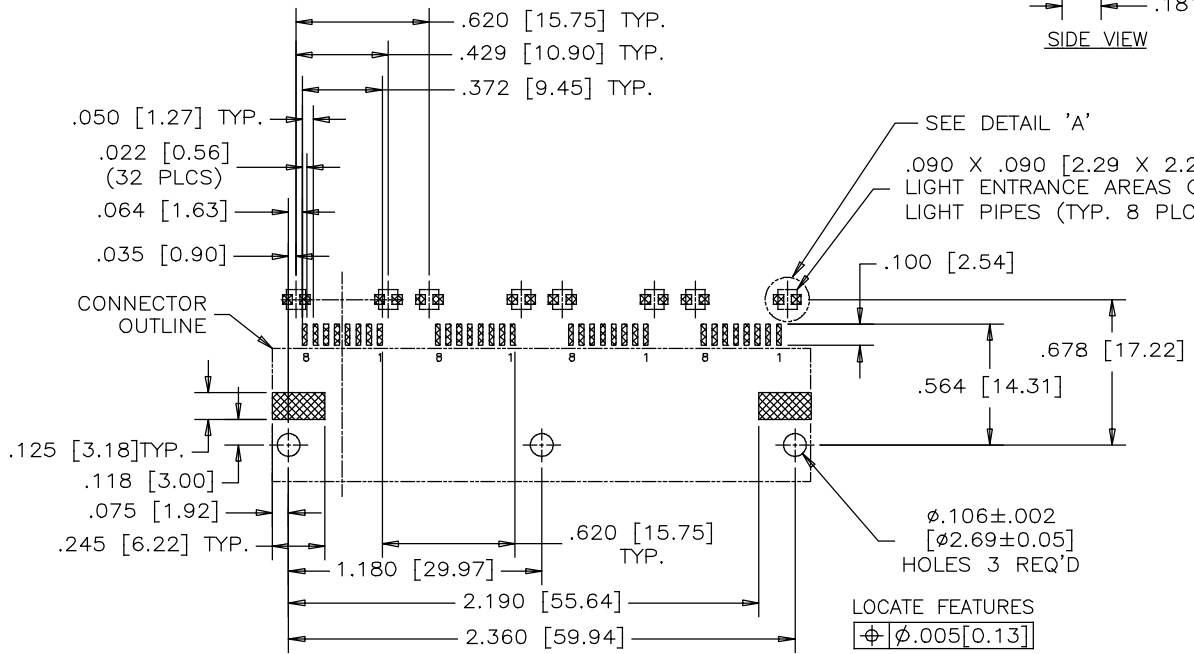 .620 [15.75] TYP.
.429 [10.90] TYP.
.372 [9.45] TYP.
.050 [1.27] TYP.
.022 [0.56]
(32 PLCS)
.064 [1.63]
.035 [0.90]
CONNECTOR
OUTLINE
SIDE VIEW
SEE DETAIL 'A'
.090 X .090 [2.29 X
LIGHT ENTRANCE AREAS
LIGHT PIPES (TYP. 8
.100 [2.54]
.678 [17.22]
.564 [14.31]
8 1 8 1 8 1 8 1
.125 [3.18]TYP.
.118 [3.00]
.075 [1.92]
.245 [6.22] TYP.
.620 [15.75]
TYP.
1.180 [29.97]
2.190 [55.64]
2.360 [59.94]
ø.106±.002
[ø2.69±0.05]
HOLES 3 REQ'D
LOCATE FEATURES
⌖ ø.005[0.13]